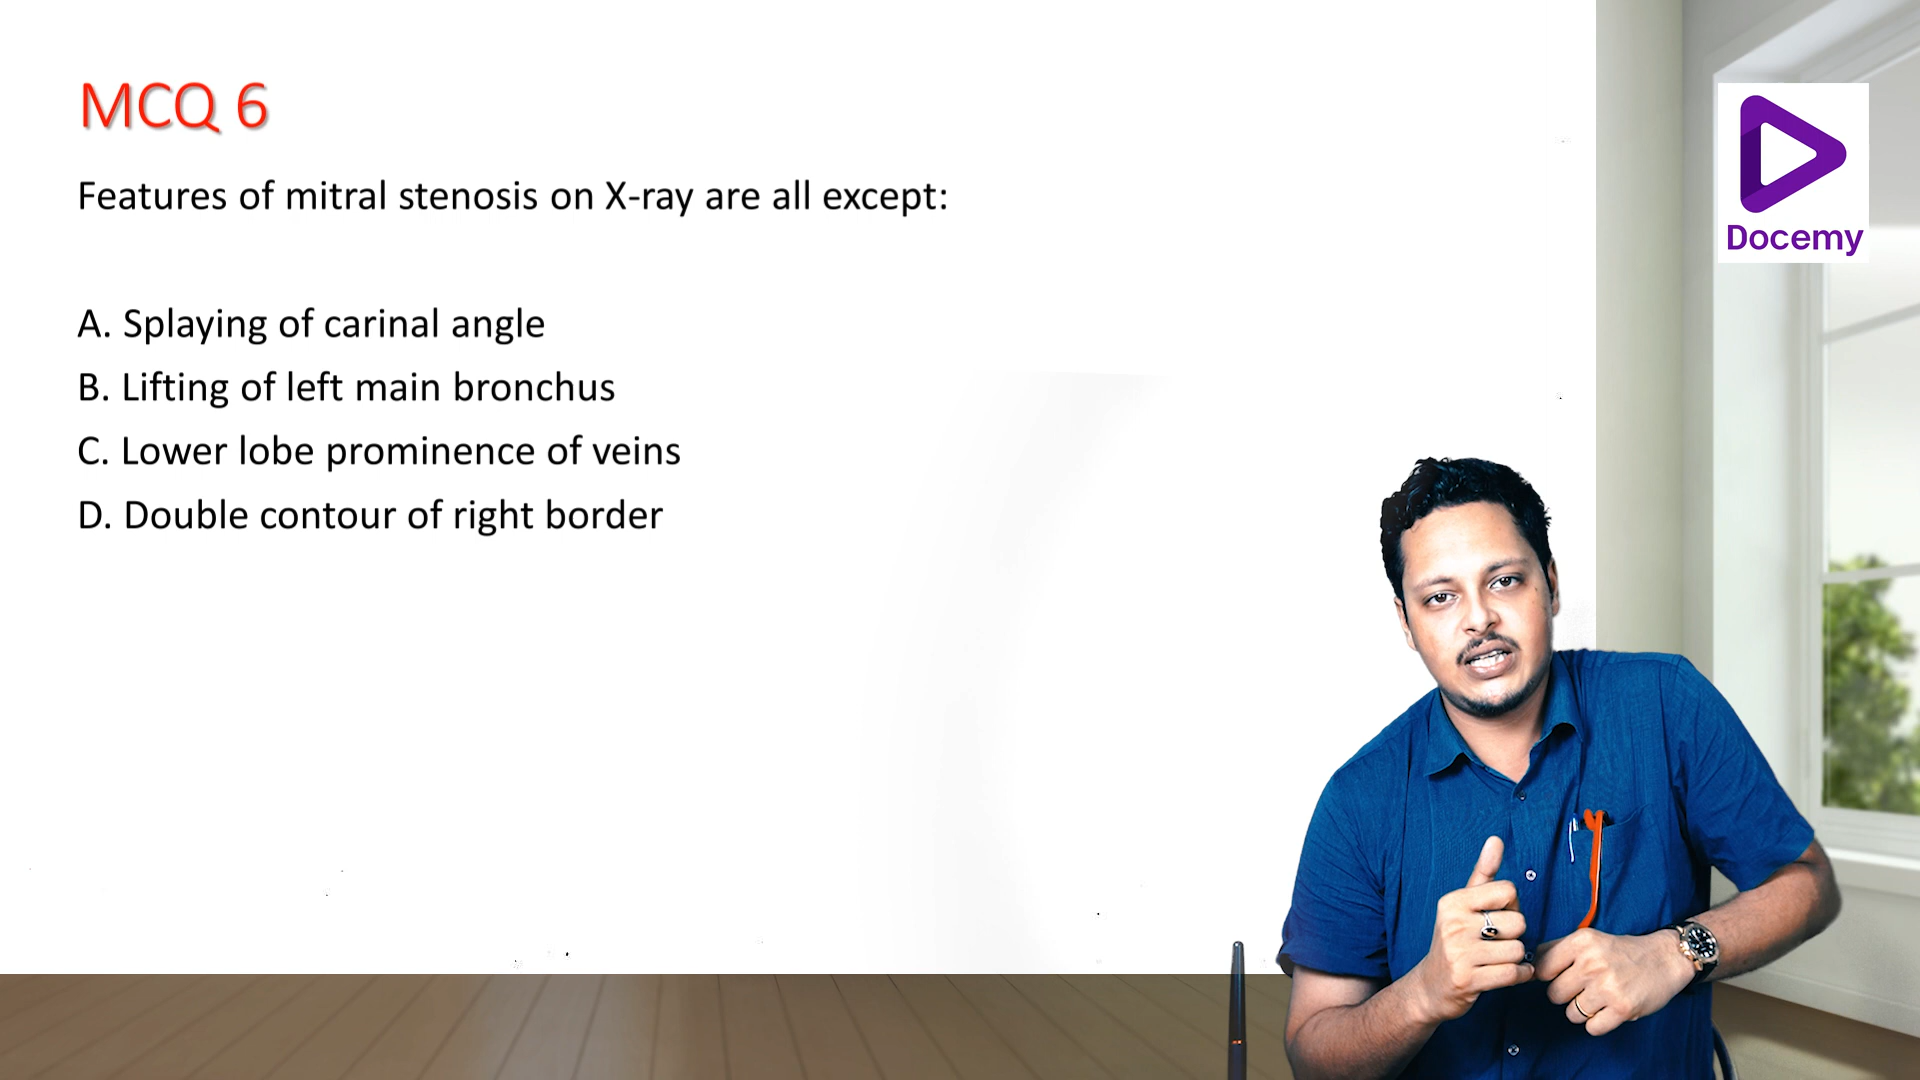 MCQ 6
Features of mitral stenosis on X-ray are all except:
A. Splaying of carinal angle
B. Lifting of left main bronchus
C. Lower lobe prominence of veins
D. Double contour of right border
Docemy